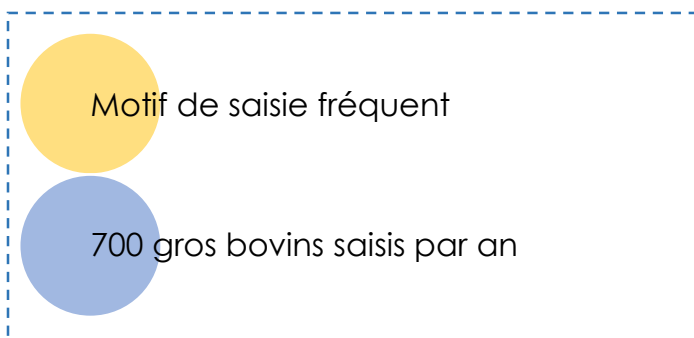 Motif de saisie fréquent
700 gros bovins saisis par an